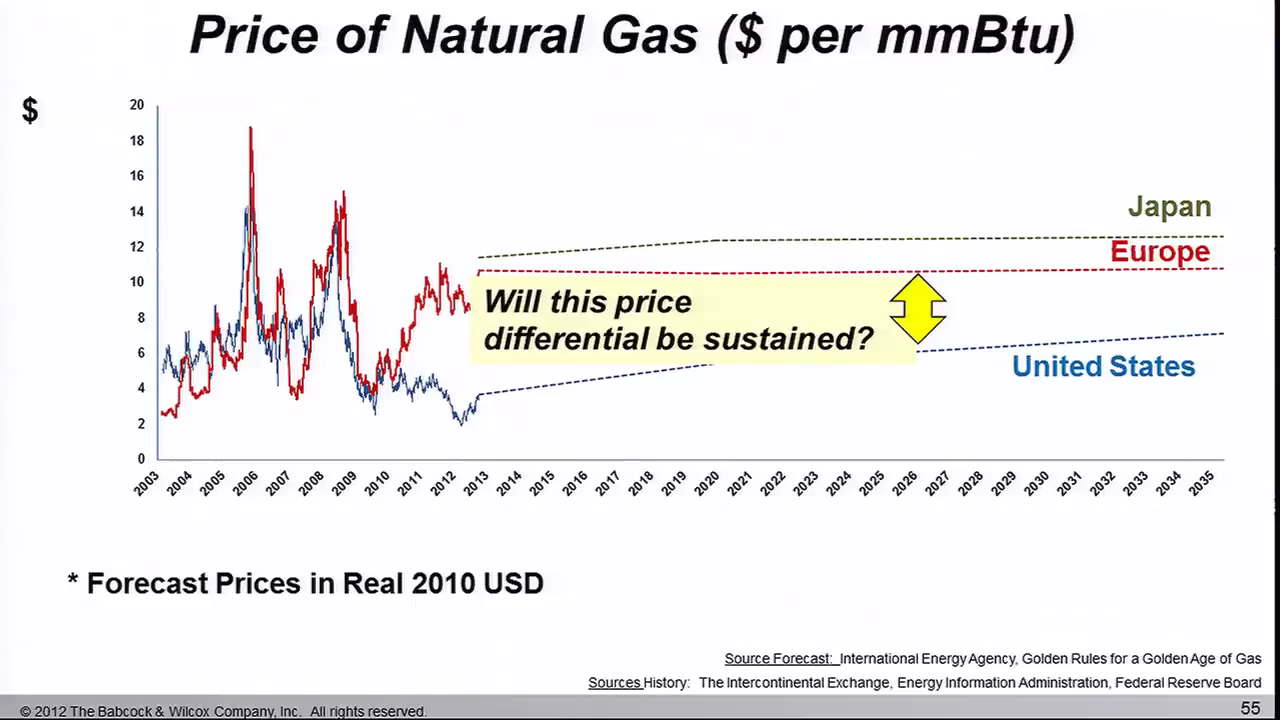 Price of Natural Gas ($ per mmBtu)
$
20
18
16
14
12
10
8
6
4
2
0
Japan
Europe
Will this price
differential be sustained?
United States
2003 2004 2005 2006 2007 2008 2009 2010 2011 2012 2013 2014 2015 2016 2017 2018 2019 2020 2021 2022 2023 2024 2025 2026 2027 2028 2029 2030 2031 2032 2033 2034 2035
* Forecast Prices in Real 2010 USD
Source Forecast: International Energy Agency, Golden Rules for a Golden Age of Gas
Sources History: The Intercontinental Exchange, Energy Information Administration, Federal Reserve Board
© 2012 The Babcock & Wilcox Company, Inc. All rights reserved.
55